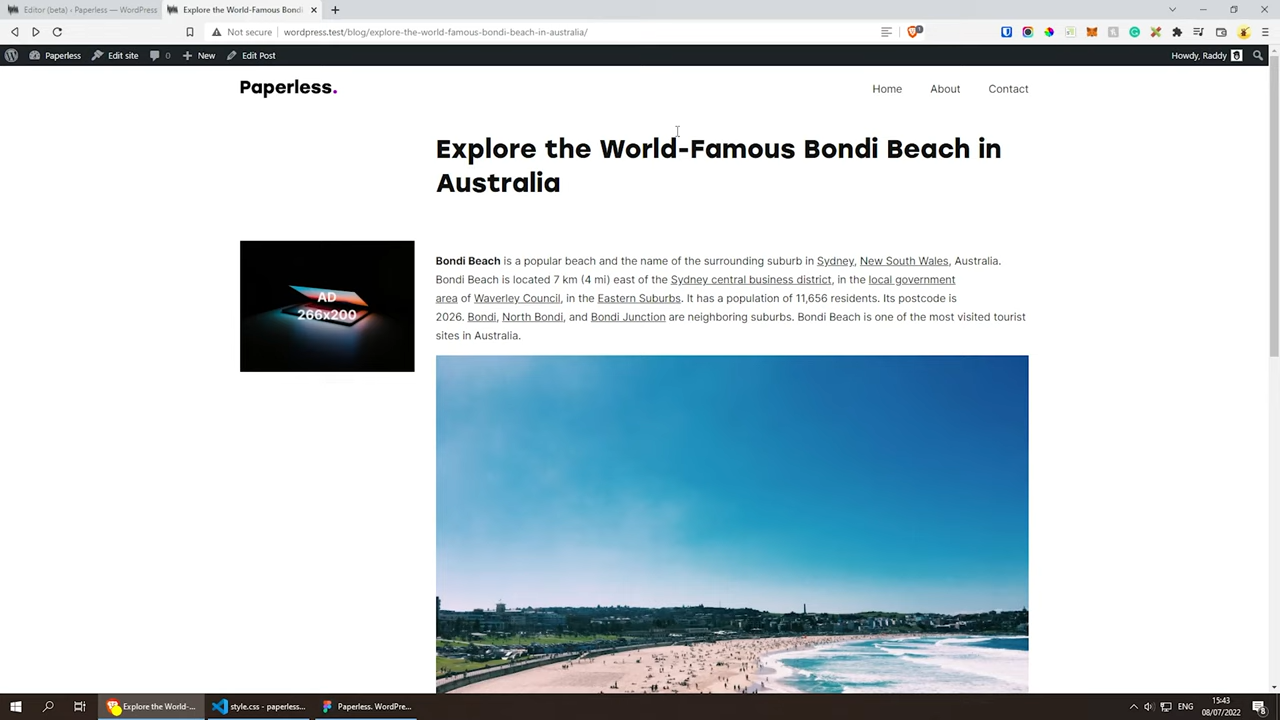 Editor (beta) ‹ Paperless — WordPress
Explore the World-Famous Bondi
Not secure
wordpress.test/blog/explore-the-world-famous-bondi-beach-in-australia/
1
Paperless
Edit site
0
New
Edit Post
Howdy, Raddy
Paperless.
Home
About
Contact
Explore the World-Famous Bondi Beach in
Australia
AD
266x200
Bondi Beach is a popular beach and the name of the surrounding suburb in Sydney, New South Wales, Australia.
Bondi Beach is located 7 km (4 mi) east of the Sydney central business district, in the local government
area of Waverley Council, in the Eastern Suburbs. It has a population of 11,656 residents. Its postcode is
2026. Bondi, North Bondi, and Bondi Junction are neighboring suburbs. Bondi Beach is one of the most visited tourist
sites in Australia.
Explore the World-...
style.css - paperless...
Paperless. WordPre...
ENG
15:43
08/07/2022
8